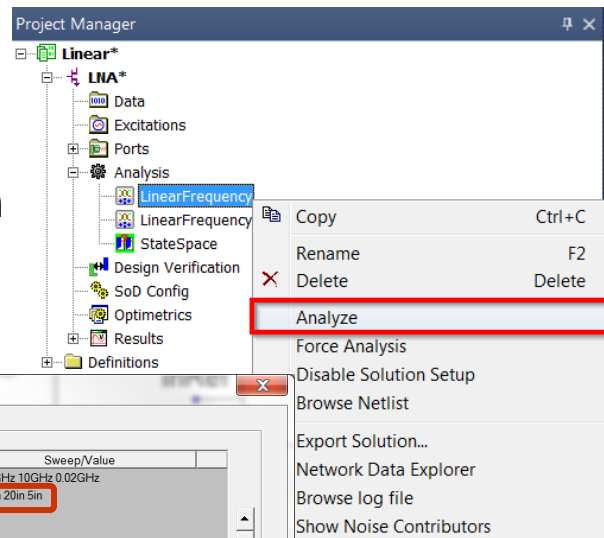 Project Manager
Linear*
LNA*
Data
Excitations
Ports
Analysis
LinearFrequency
LinearFrequency
StateSpace
Design Verification
SoD Config
Optimetrics
Results
Definitions
Copy Ctrl+C
Rename F2
Delete Delete
Analyze
Force Analysis
Disable Solution Setup
Browse Netlist
Export Solution...
Network Data Explorer
Browse log file
Show Noise Contributors
Sweep/Value
Hz 10GHz 0.02GHz
20in 5in